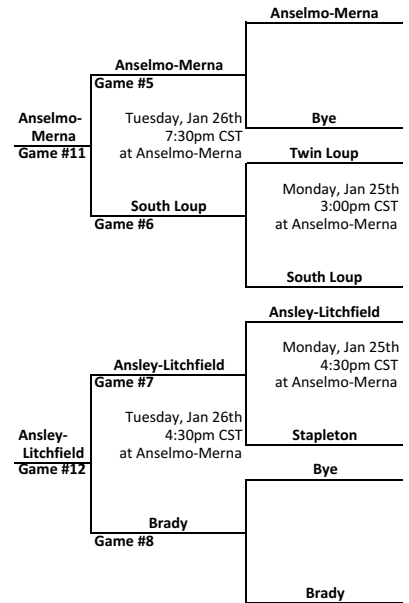 Anselmo-Merna
Anselmo-Merna
Game #5
Anselmo-
Merna
Game #11
Tuesday, Jan 26th
7:30pm CST
at Anselmo-Merna
Bye
Twin Loup
Monday, Jan 25th
3:00pm CST
at Anselmo-Merna
South Loup
Game #6
South Loup
Ansley-Litchfield
Monday, Jan 25th
4:30pm CST
at Anselmo-Merna
Ansley-Litchfield
Game #7
Tuesday, Jan 26th
4:30pm CST
at Anselmo-Merna
Ansley-
Litchfield
Game #12
Stapleton
Bye
Brady
Game #8
Brady